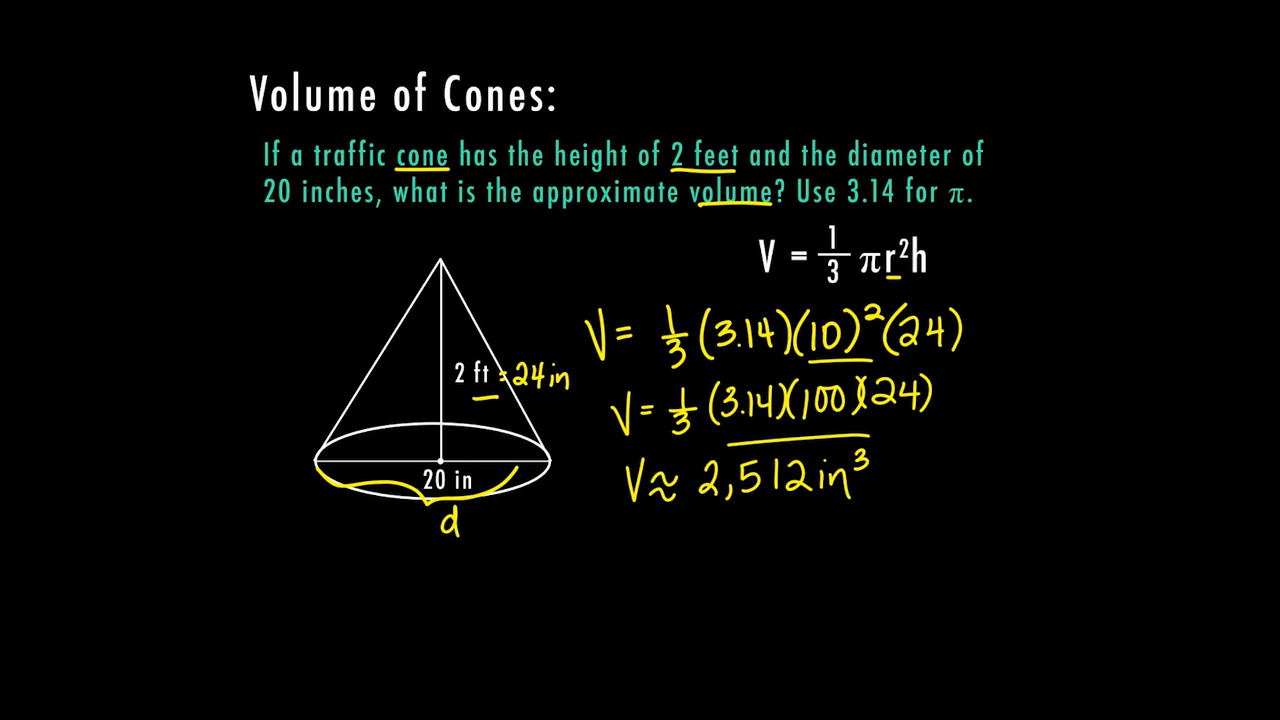 Volume of Cones:
If a traffic cone has the height of 2 feet and the diameter of
20 inches, what is the approximate volume? Use 3.14 for π.
V = 1/3 πr²h
V = 1/3 (3.14)(10)²(24)
2 ft = 24 in
V = 1/3 (3.14)(100)(24)
V ≈ 2,512 in³
20 in
d